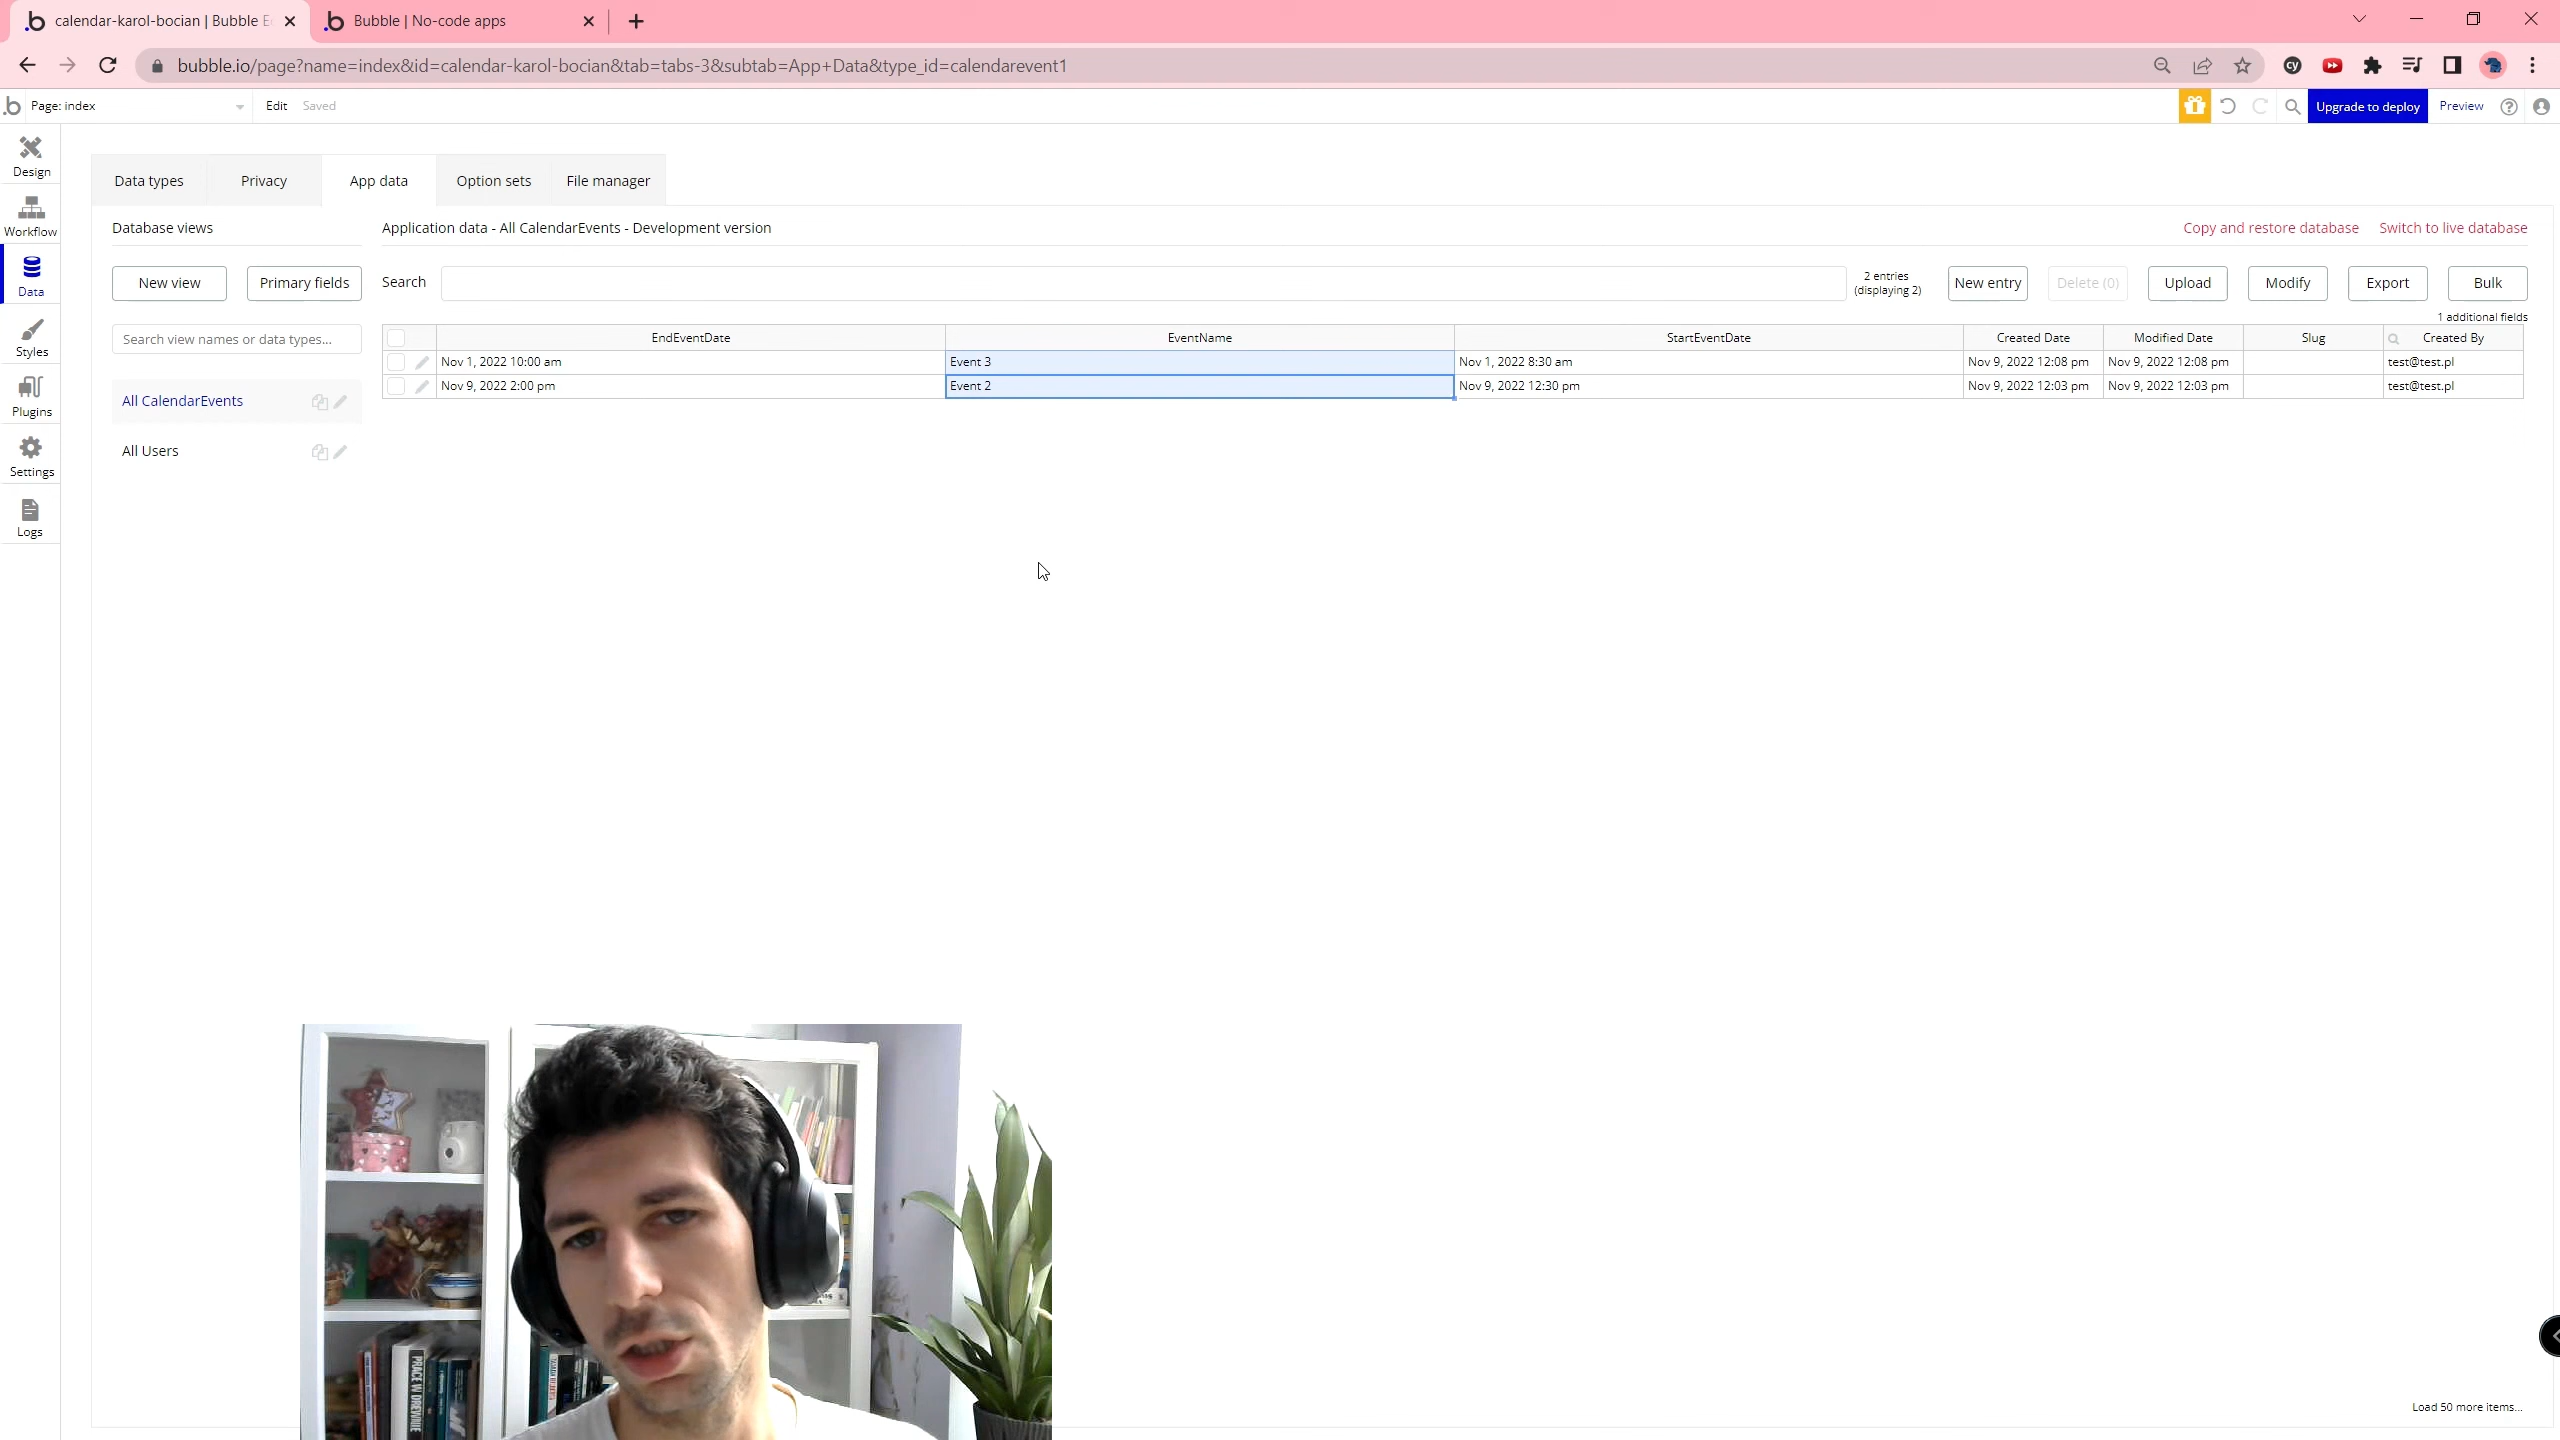 calendar-karol-bocian | Bubble E
Bubble | No-code apps
bubble.io/page?name=index&id=calendar-karol-bocian&tab=tabs-3&subtab=App+Data&type_id=calendarevent1
Page: index
Edit
Saved
Upgrade to deploy
Preview
Design
Workflow
Data
Styles
Plugins
Settings
Logs
Data types
Privacy
App data
Option sets
File manager
Database views
Application data - All CalendarEvents - Development version
Copy and restore database
Switch to live database
New view
Primary fields
Search
2 entries
(displaying 2)
New entry
Delete (0)
Upload
Modify
Export
Bulk
1 additional fields
Search view names or data types...
All CalendarEvents
All Users
EndEventDate EventName StartEventDate Created Date Modified Date Slug Created By
Nov 1, 2022 10:00 am Event 3 Nov 1, 2022 8:30 am Nov 9, 2022 12:08 pm Nov 9, 2022 12:08 pm test@test.pl
Nov 9, 2022 2:00 pm Event 2 Nov 9, 2022 12:30 pm Nov 9, 2022 12:03 pm Nov 9, 2022 12:03 pm test@test.pl
Load 50 more items...